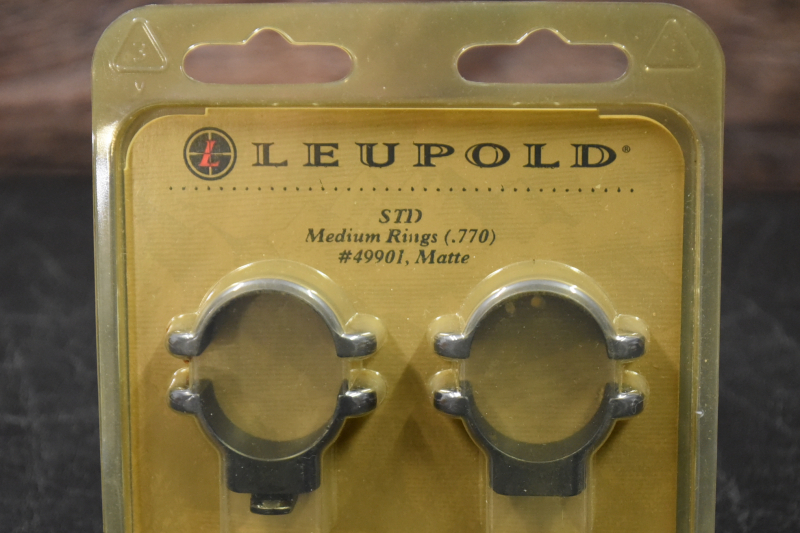 L LEUPOLD®
STD
Medium Rings (.770)
#49901, Matte